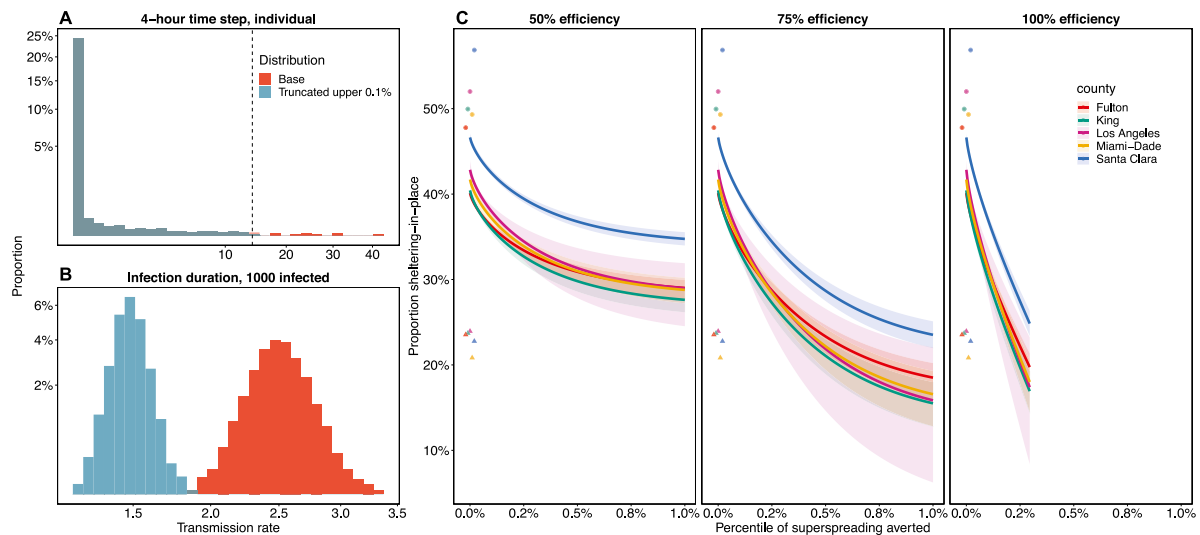 A
4−hour time step, individual
25%
20%
15%
10%
5%
Distribution
Base
Truncated upper 0.1%
10
20
30
40
Proportion
B
Infection duration, 1000 infected
6%
4%
2%
1.5
2.0
2.5
3.0
3.5
Transmission rate
C
50% efficiency
75% efficiency
100% efficiency
Proportion sheltering−in−place
50%
40%
30%
20%
10%
county
Fulton
King
Los Angeles
Miami−Dade
Santa Clara
0.0%
0.2%
0.5%
0.8%
1.0%
0.0%
0.2%
0.5%
0.8%
1.0%
0.0%
0.2%
0.5%
0.8%
1.0%
Percentile of superspreading averted